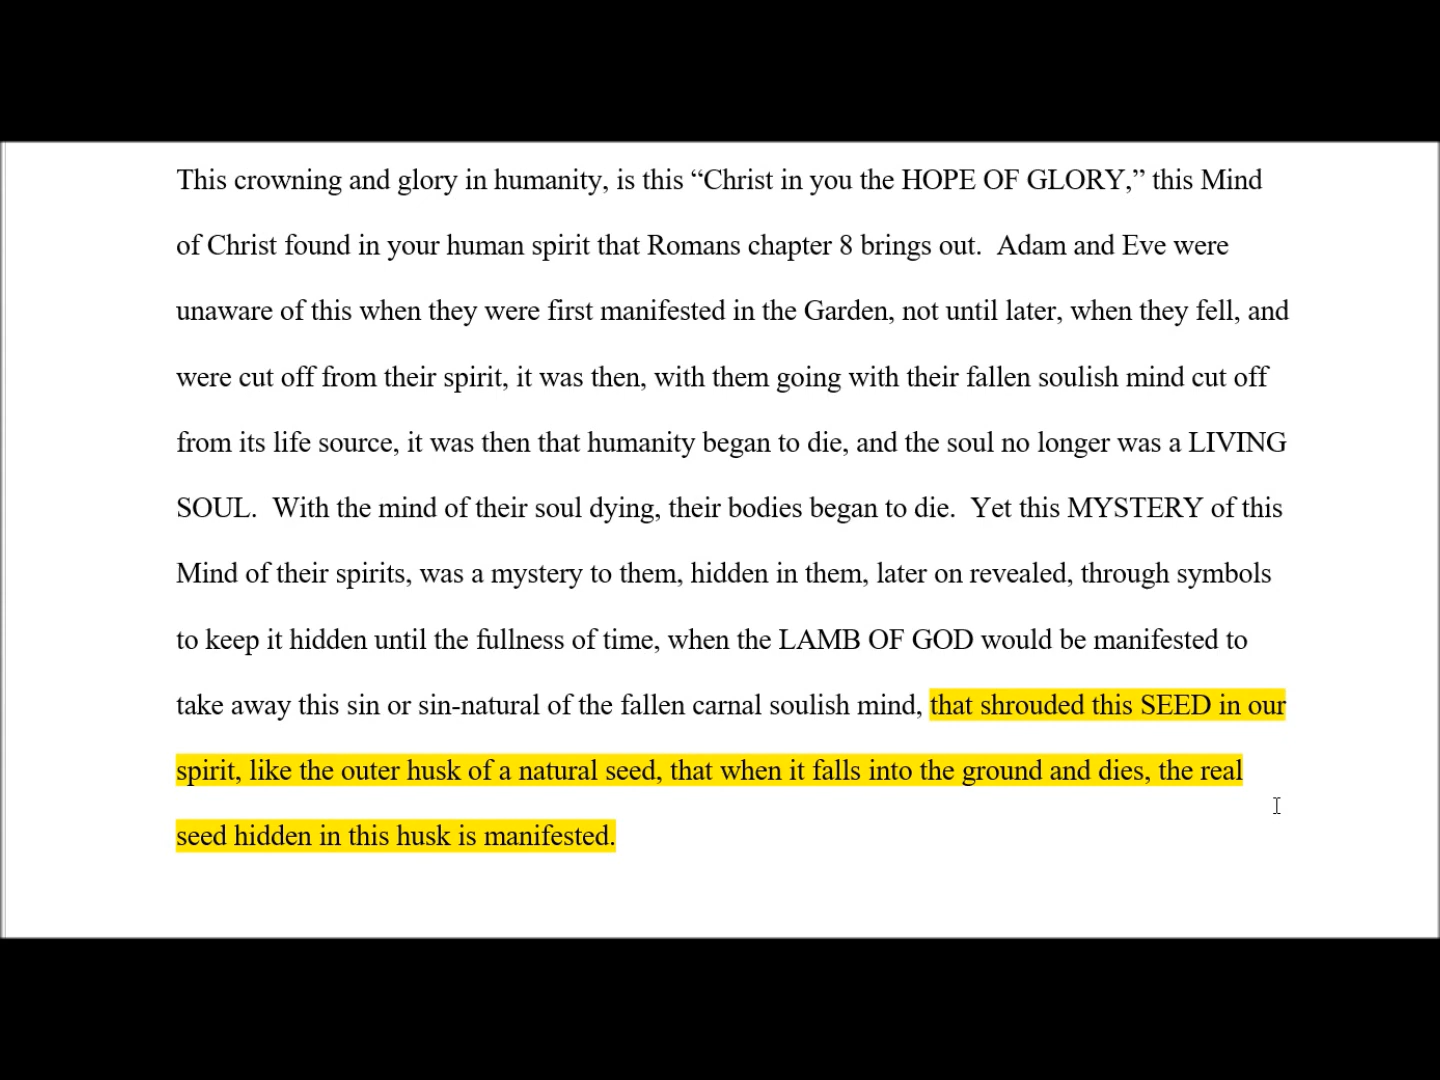 This crowning and glory in humanity, is this “Christ in you the HOPE OF GLORY,” this Mind
of Christ found in your human spirit that Romans chapter 8 brings out.  Adam and Eve were
unaware of this when they were first manifested in the Garden, not until later, when they fell, and
were cut off from their spirit, it was then, with them going with their fallen soulish mind cut off
from its life source, it was then that humanity began to die, and the soul no longer was a LIVING
SOUL.  With the mind of their soul dying, their bodies began to die.  Yet this MYSTERY of this
Mind of their spirits, was a mystery to them, hidden in them, later on revealed, through symbols
to keep it hidden until the fullness of time, when the LAMB OF GOD would be manifested to
take away this sin or sin-natural of the fallen carnal soulish mind, that shrouded this SEED in our
spirit, like the outer husk of a natural seed, that when it falls into the ground and dies, the real
seed hidden in this husk is manifested.